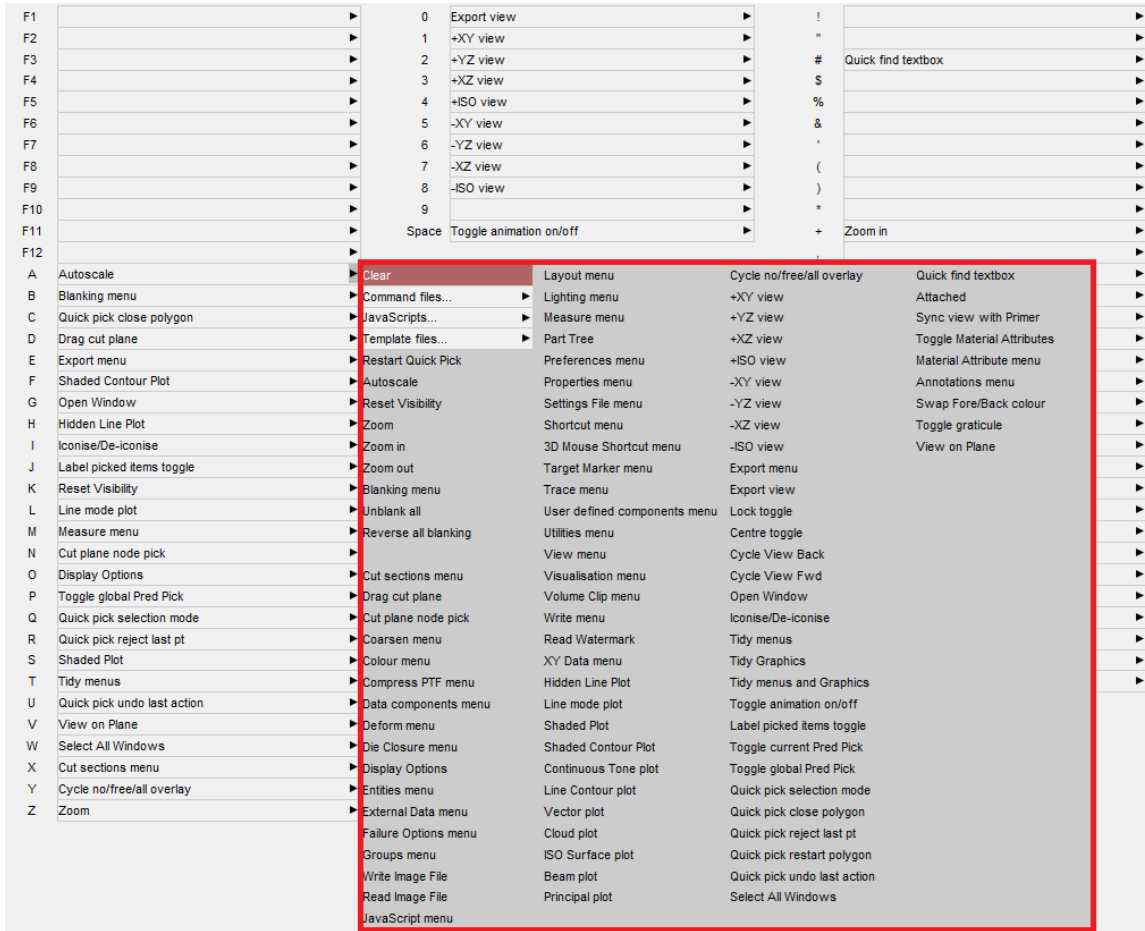 F1 0 Export view !
F2 1 +XY view "
F3 2 +YZ view # Quick find textbox
F4 3 +XZ view $
F5 4 +ISO view %
F6 5 -XY view &
F7 6 -YZ view '
F8 7 -XZ view (
F9 8 -ISO view )
F10 9 *
F11 Space Toggle animation on/off + Zoom in
F12 ,
A Autoscale Clear Layout menu Cycle no/free/all overlay Quick find textbox
B Blanking menu Command files... Lighting menu +XY view Attached
C Quick pick close polygon JavaScripts... Measure menu +YZ view Sync view with Primer
D Drag cut plane Template files... Part Tree +XZ view Toggle Material Attributes
E Export menu Restart Quick Pick Preferences menu +ISO view Material Attribute menu
F Shaded Contour Plot Autoscale Properties menu -XY view Annotations menu
G Open Window Reset Visibility Settings File menu -YZ view Swap Fore/Back colour
H Hidden Line Plot Zoom Shortcut menu -XZ view Toggle graticule
I Iconise/De-iconise Zoom in 3D Mouse Shortcut menu -ISO view View on Plane
J Label picked items toggle Zoom out Target Marker menu Export menu
K Reset Visibility Blanking menu Trace menu Export view
L Line mode plot Unblank all User defined components menu Lock toggle
M Measure menu Reverse all blanking Utilities menu Centre toggle
N Cut plane node pick View menu Cycle View Back
O Display Options Cut sections menu Visualisation menu Cycle View Fwd
P Toggle global Pred Pick Drag cut plane Volume Clip menu Open Window
Q Quick pick selection mode Cut plane node pick Write menu Iconise/De-iconise
R Quick pick reject last pt Coarsen menu Read Watermark Tidy menus
S Shaded Plot Colour menu XY Data menu Tidy Graphics
T Tidy menus Compress PTF menu Hidden Line Plot Tidy menus and Graphics
U Quick pick undo last action Data components menu Line mode plot Toggle animation on/off
V View on Plane Deform menu Shaded Plot Label picked items toggle
W Select All Windows Die Closure menu Shaded Contour Plot Toggle current Pred Pick
X Cut sections menu Display Options Continuous Tone plot Toggle global Pred Pick
Y Cycle no/free/all overlay Entities menu Line Contour plot Quick pick selection mode
Z Zoom External Data menu Vector plot Quick pick close polygon
Failure Options menu Cloud plot Quick pick reject last pt
Groups menu ISO Surface plot Quick pick restart polygon
Write Image File Beam plot Quick pick undo last action
Read Image File Principal plot Select All Windows
JavaScript menu